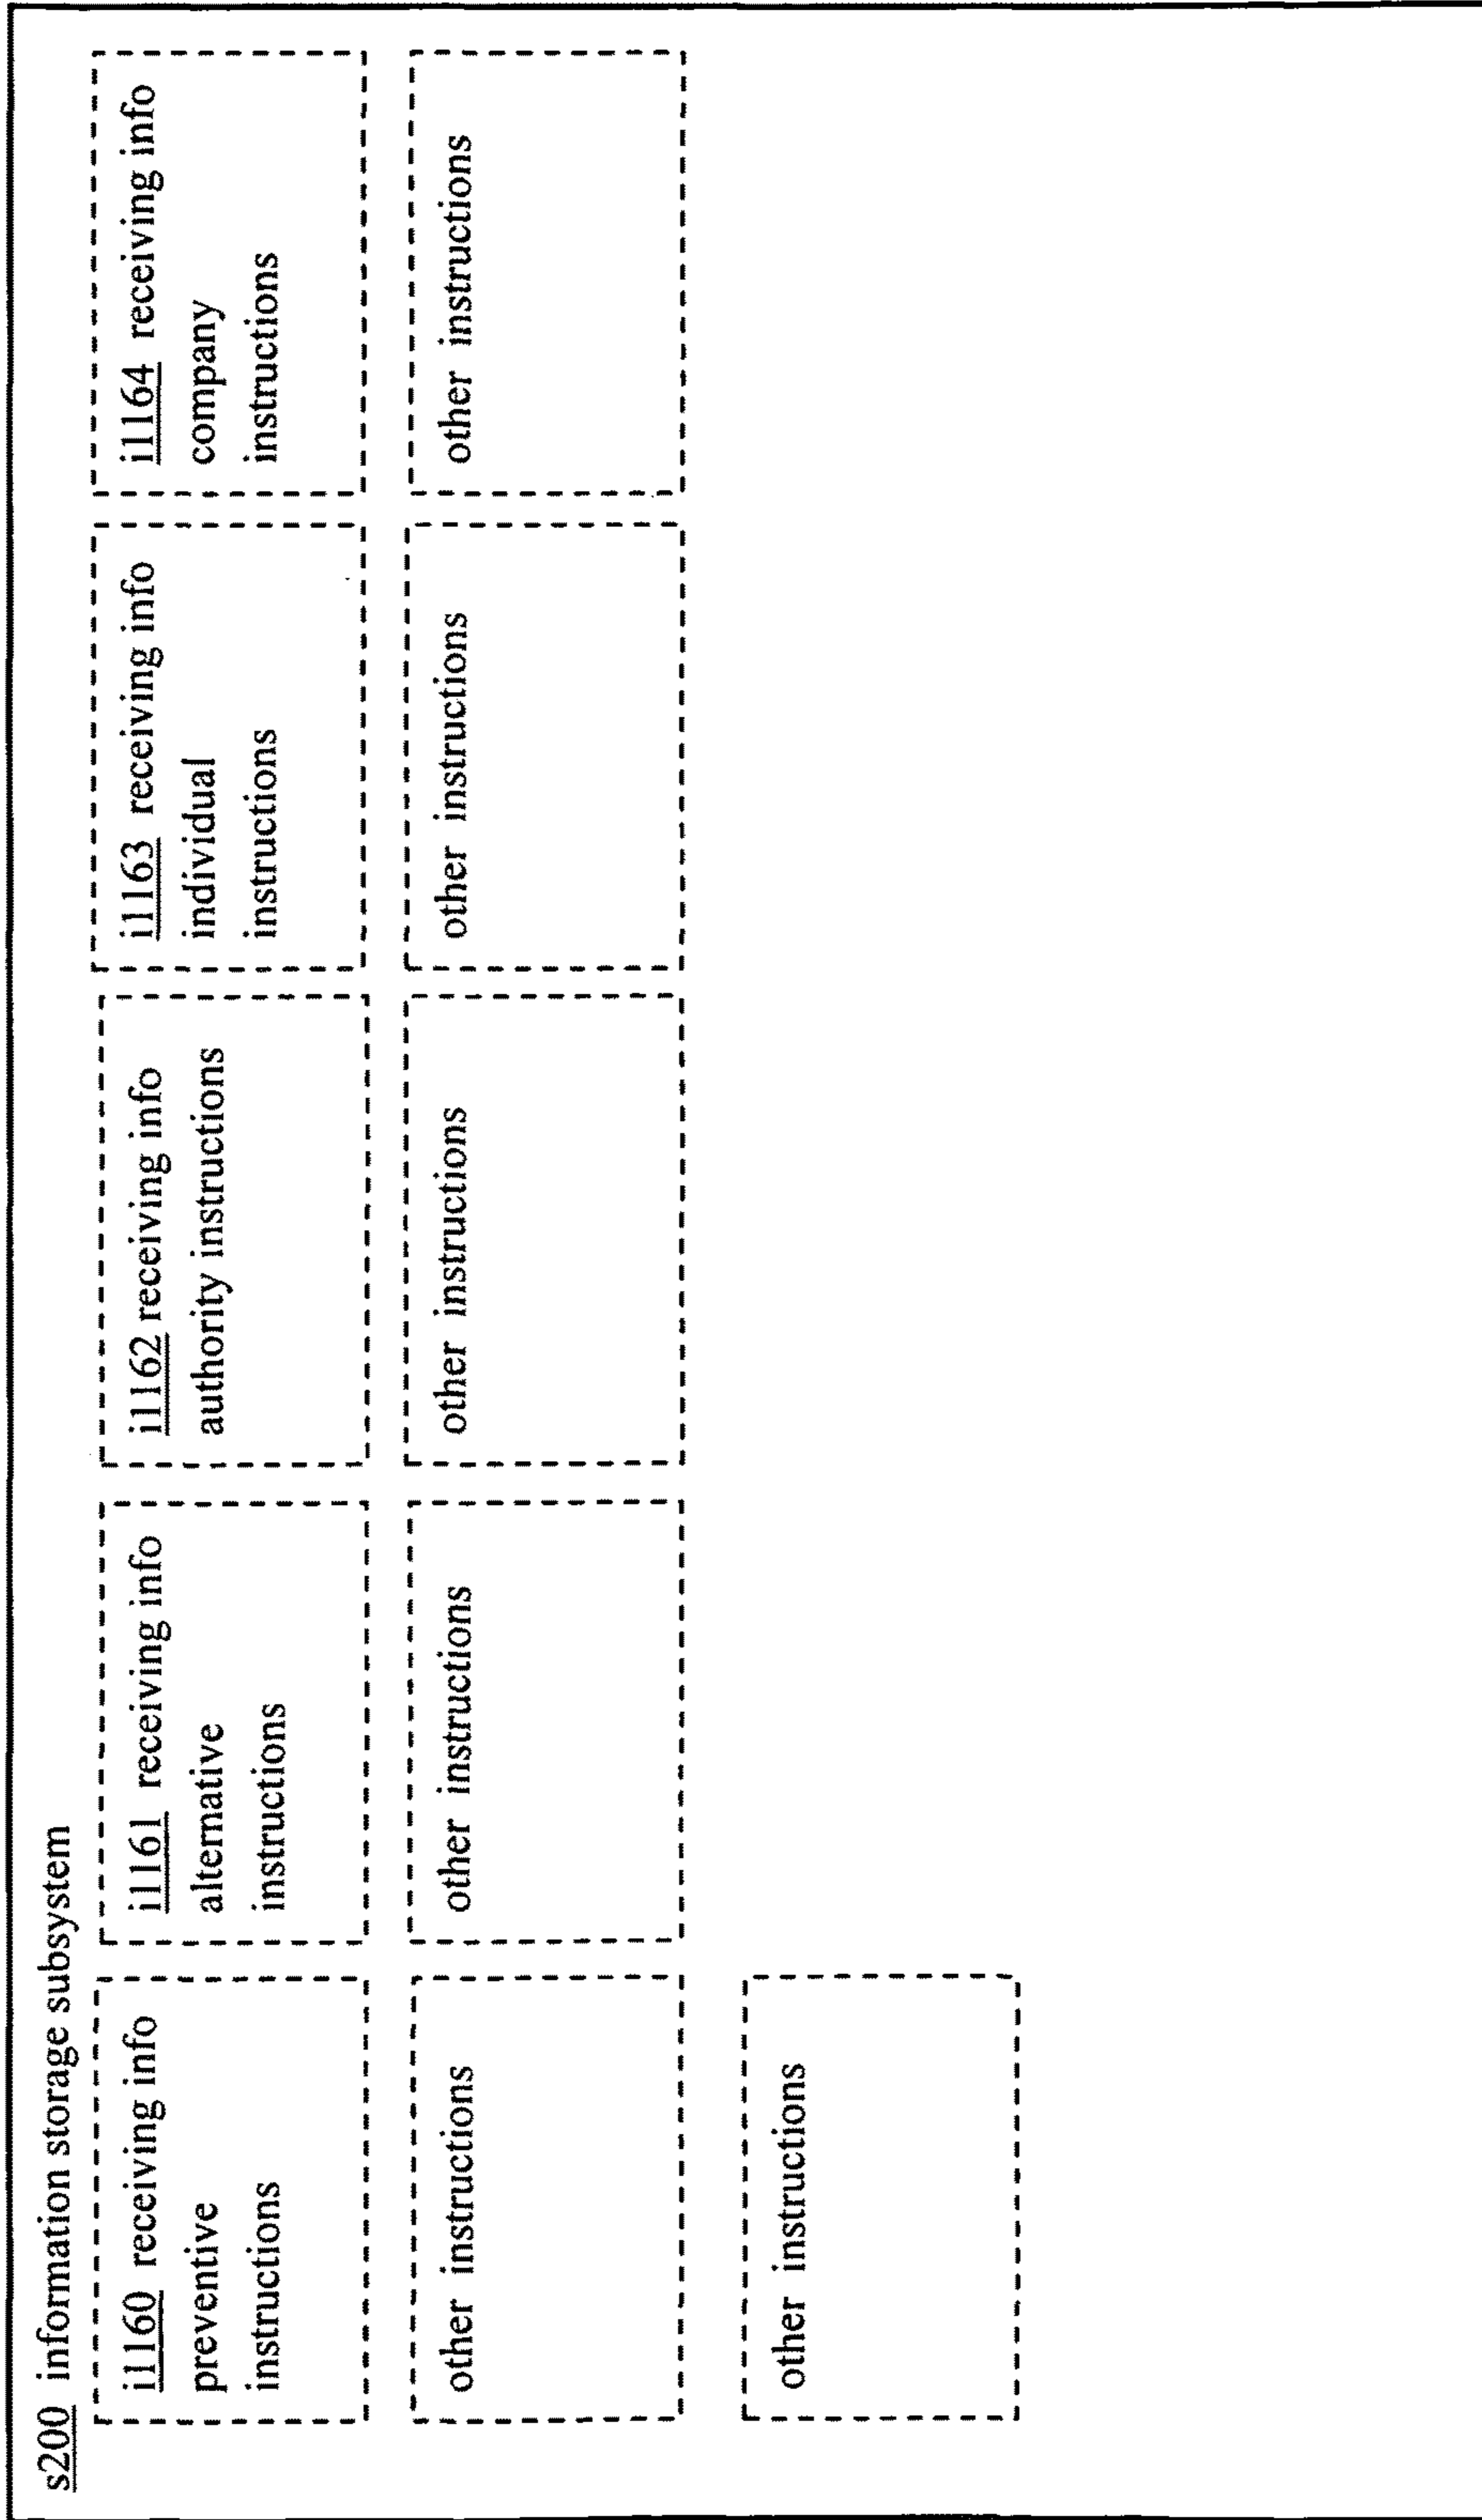 s200 information storage subsystem
i1160 receiving info
preventive
instructions
i1161 receiving info
alternative
instructions
i1162 receiving info
authority instructions
i1163 receiving info
individual
instructions
i1164 receiving info
company
instructions
other instructions
other instructions
other instructions
other instructions
other instructions
other instructions